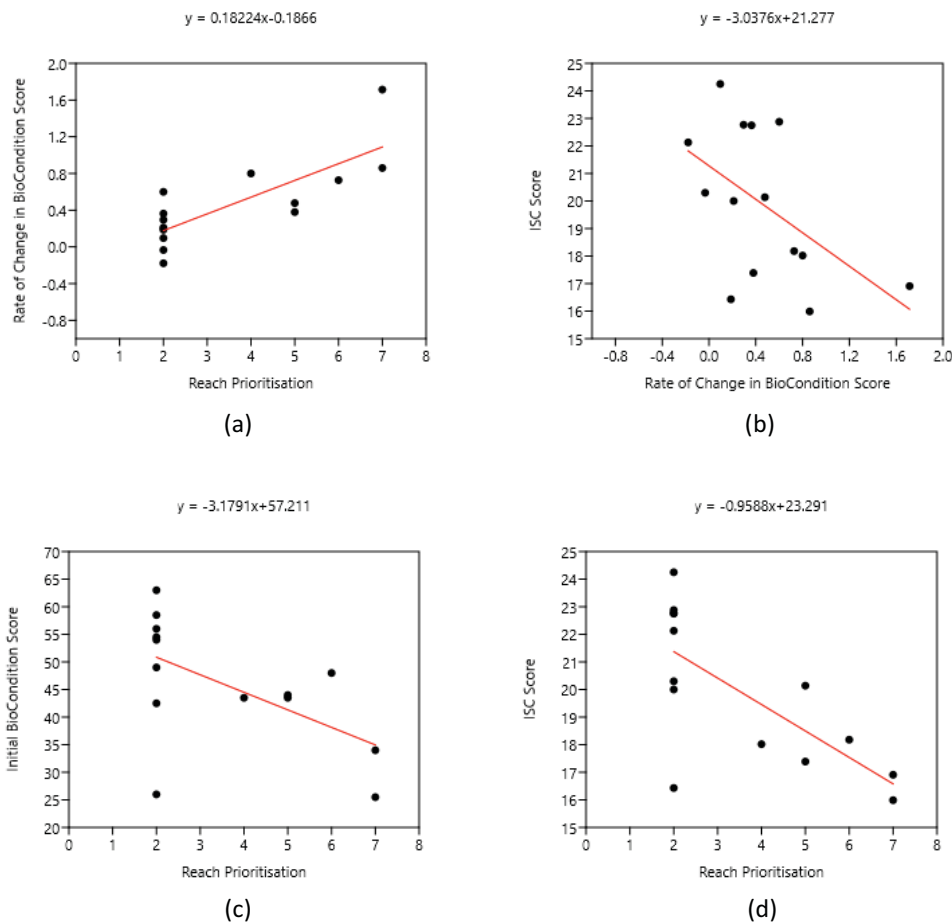 y = 0.18224x-0.1866
Rate of Change in BioCondition Score
2.0
1.6
1.2
0.8
0.4
0.0
-0.4
-0.8
0 1 2 3 4 5 6 7 8
Reach Prioritisation
(a)
y = -3.0376x+21.277
ISC Score
25
24
23
22
21
20
19
18
17
16
15
-0.8 -0.4 0.0 0.4 0.8 1.2 1.6 2.0
Rate of Change in BioCondition Score
(b)
y = -3.1791x+57.211
Initial BioCondition Score
70
65
60
55
50
45
40
35
30
25
20
0 1 2 3 4 5 6 7 8
Reach Prioritisation
(c)
y = -0.9588x+23.291
ISC Score
25
24
23
22
21
20
19
18
17
16
15
0 1 2 3 4 5 6 7 8
Reach Prioritisation
(d)